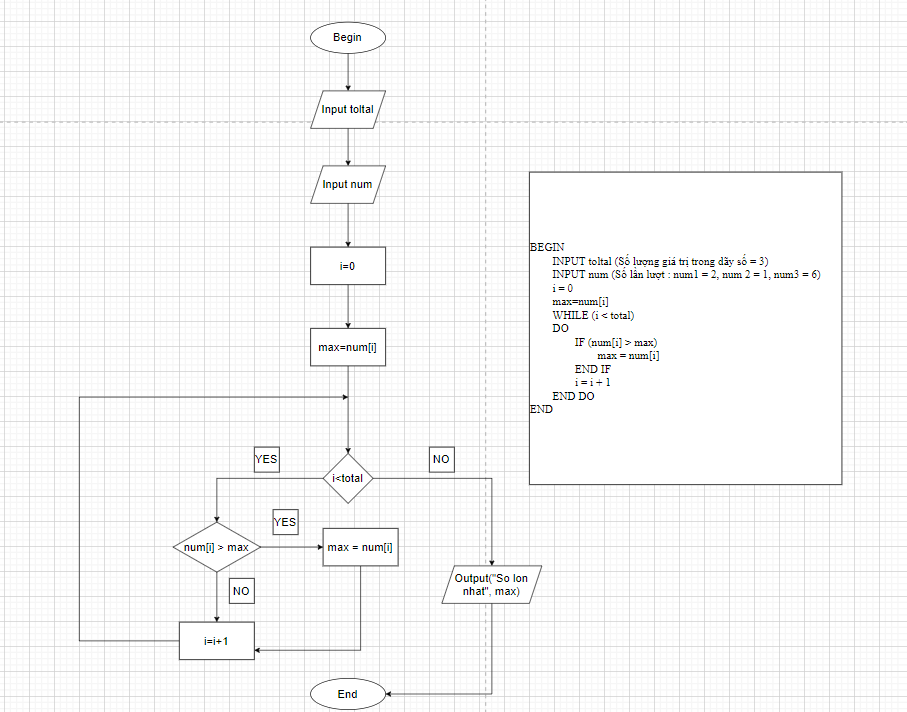 Begin
Input toltal
Input num
i=0
max=num[i]
YES
NO
i<total
YES
num[i] > max
max = num[i]
NO
Output("So lon
nhat", max)
i=i+1
End
BEGIN
INPUT toltal (Số lượng giá trị trong dãy số = 3)
INPUT num (Số lần lượt : num1 = 2, num 2 = 1, num3 = 6)
i = 0
max=num[i]
WHILE (i < total)
DO
IF (num[i] > max)
max = num[i]
END IF
i = i + 1
END DO
END